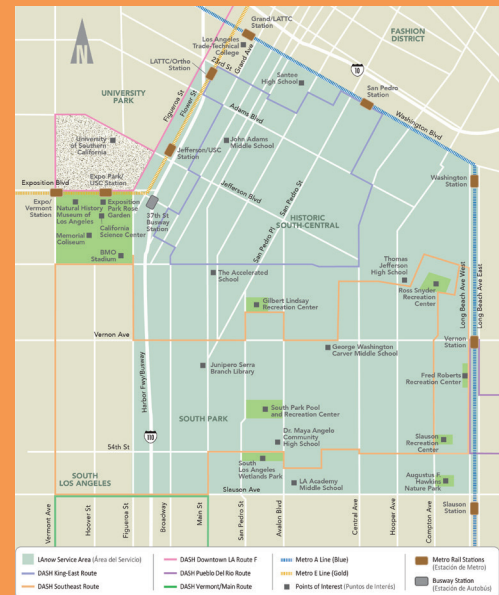 Grand/LATTC
Station
FASHION
DISTRICT
Los Angeles
Trade-Technical
College
Grand Ave
23rd St
10
LATTC/Ortho
Station
Santee
High School
San Pedro
Station
UNIVERSITY
PARK
Figueroa St
Flower St
Adams Blvd
Washington Blvd
University
of Southern
California
John Adams
Middle School
Jefferson/USC
Station
Expo Park/
USC Station
Exposition Blvd
Jefferson Blvd
San Pedro St
Washington
Station
Expo/
Vermont
Station
Natural History
Museum of
Los Angeles
Exposition
Park Rose
Garden
37th St
Busway
Station
HISTORIC
SOUTH-CENTRAL
Memorial
Coliseum
California
Science Center
BMO
Stadium
San Pedro Pl
The Accelerated
School
Thomas
Jefferson
High School
Ross Snyder
Recreation
Center
Long Beach Ave West
Long Beach Ave East
Gilbert Lindsay
Recreation Center
Vernon Ave
George Washington
Carver Middle School
Vernon
Station
Junipero Serra
Branch Library
Fred Roberts
Recreation Center
Harbor Fwy/Busway
SOUTH PARK
South Park Pool
and Recreation Center
110
54th St
Dr. Maya Angelo
Community
High School
Slauson
Recreation
Center
SOUTH
LOS ANGELES
South
Los Angeles
Wetlands Park
LA Academy
Middle School
Augustus F.
Hawkins
Nature Park
Slauson Ave
Slauson
Station
Vermont Ave
Hoover St
Figueroa St
Broadway
Main St
San Pedro St
Avalon Blvd
Central Ave
Hooper Ave
Compton Ave
LAnow Service Area (Área del Servicio)
DASH King-East Route
DASH Southeast Route
DASH Downtown LA Route F
DASH Pueblo Del Rio Route
DASH Vermont/Main Route
Metro A Line (Blue)
Metro E Line (Gold)
Points of Interest (Puntos de Interés)
Metro Rail Stations
(Estación de Metro)
Busway Station
(Estación de Autobús)